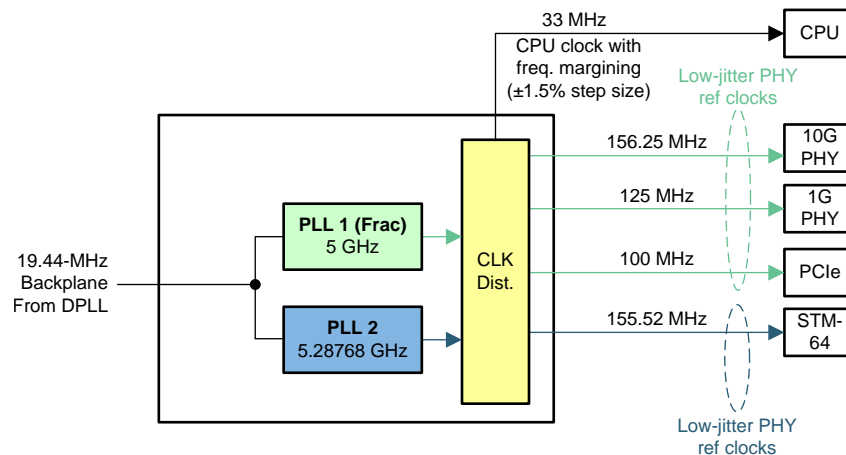 33 MHz
CPU clock with
freq. margining
(±1.5% step size)
CPU
Low-jitter PHY
ref clocks
156.25 MHz
10G
PHY
125 MHz
1G
PHY
100 MHz
PCIe
155.52 MHz
STM-
64
Low-jitter PHY
ref clocks
19.44-MHz
Backplane
From DPLL
PLL 1 (Frac)
5 GHz
PLL 2
5.28768 GHz
CLK
Dist.